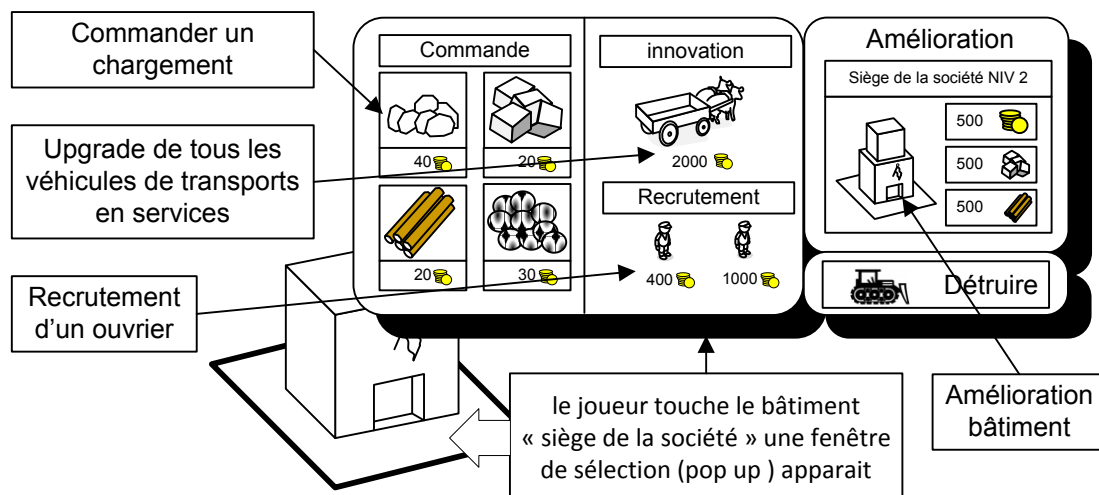 Commander un
chargement
Upgrade de tous les
véhicules de transports
en services
Recrutement
d'un ouvrier
Commande
40
20
20
30
innovation
2000
Recrutement
400
1000
Amélioration
Siège de la société NIV 2
500
500
500
Détruire
le joueur touche le bâtiment
« siège de la société » une fenêtre
de sélection (pop up ) apparait
Amélioration
bâtiment